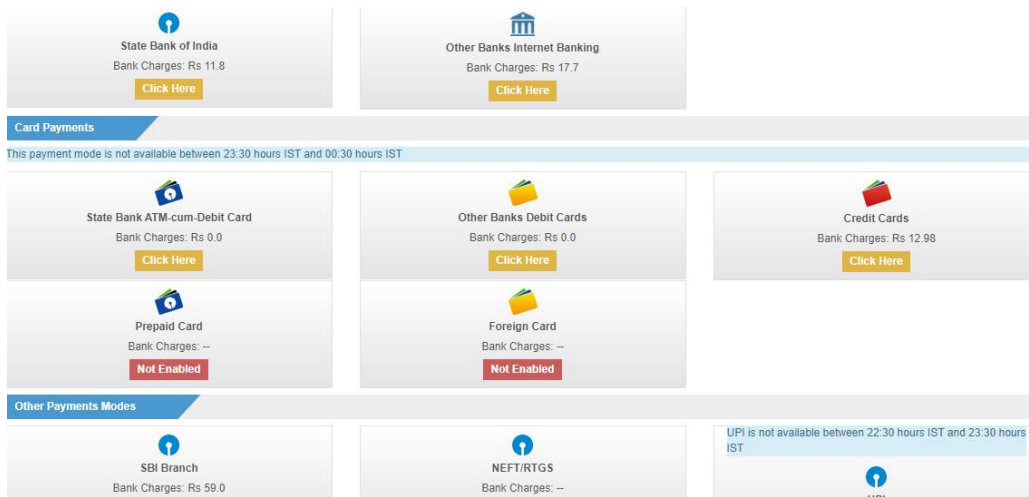 State Bank of India
Bank Charges: Rs 11.8
Click Here
Other Banks Internet Banking
Bank Charges: Rs 17.7
Click Here
Card Payments
This payment mode is not available between 23:30 hours IST and 00:30 hours IST
State Bank ATM-cum-Debit Card
Bank Charges: Rs 0.0
Click Here
Other Banks Debit Cards
Bank Charges: Rs 0.0
Click Here
Credit Cards
Bank Charges: Rs 12.98
Click Here
Prepaid Card
Bank Charges: --
Not Enabled
Foreign Card
Bank Charges: --
Not Enabled
Other Payments Modes
SBI Branch
Bank Charges: Rs 59.0
NEFT/RTGS
Bank Charges: --
UPI is not available between 22:30 hours IST and 23:30 hours
IST